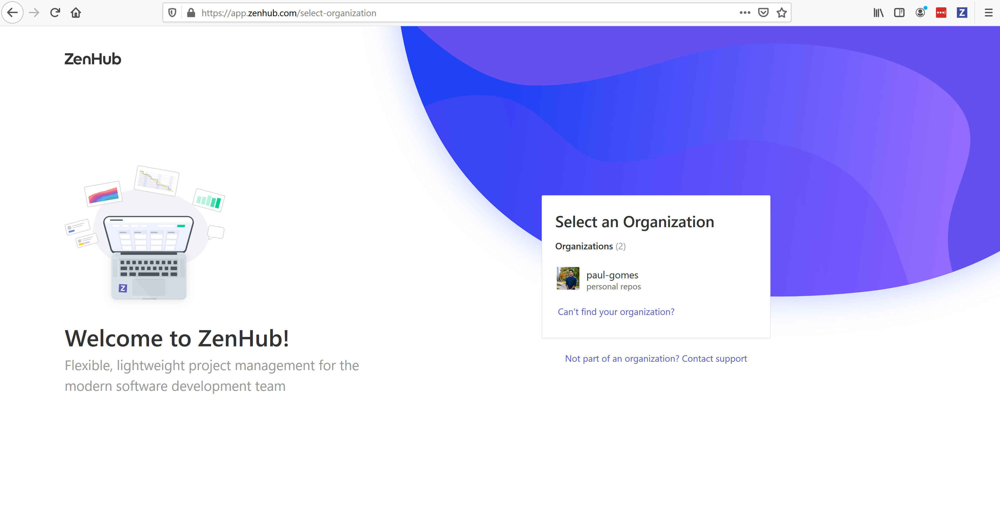 https://app.zenhub.com/select-organization
Z
ZenHub
Z
Welcome to ZenHub!
Flexible, lightweight project management for the
modern software development team
Select an Organization
Organizations (2)
paul-gomes
personal repos
Can't find your organization?
Not part of an organization? Contact support